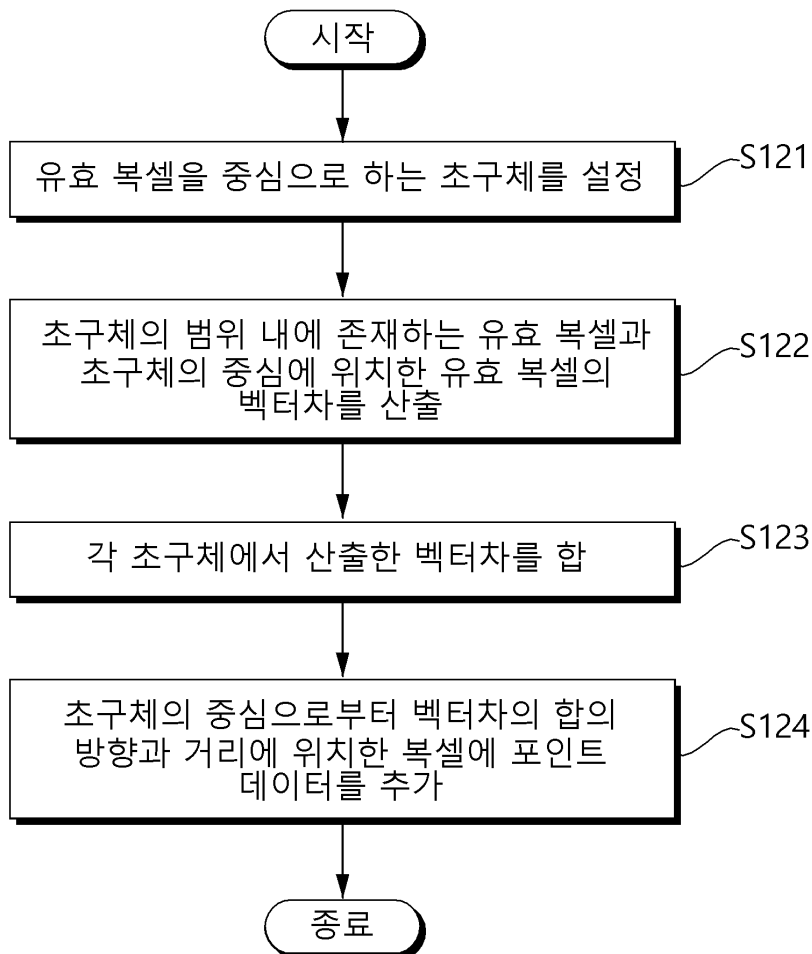 시작
유효 복셀을 중심으로 하는 초구체를 설정
S121
초구체의 범위 내에 존재하는 유효 복셀과
초구체의 중심에 위치한 유효 복셀의
벡터차를 산출
S122
각 초구체에서 산출한 벡터차를 합
S123
초구체의 중심으로부터 벡터차의 합의
방향과 거리에 위치한 복셀에 포인트
데이터를 추가
S124
종료